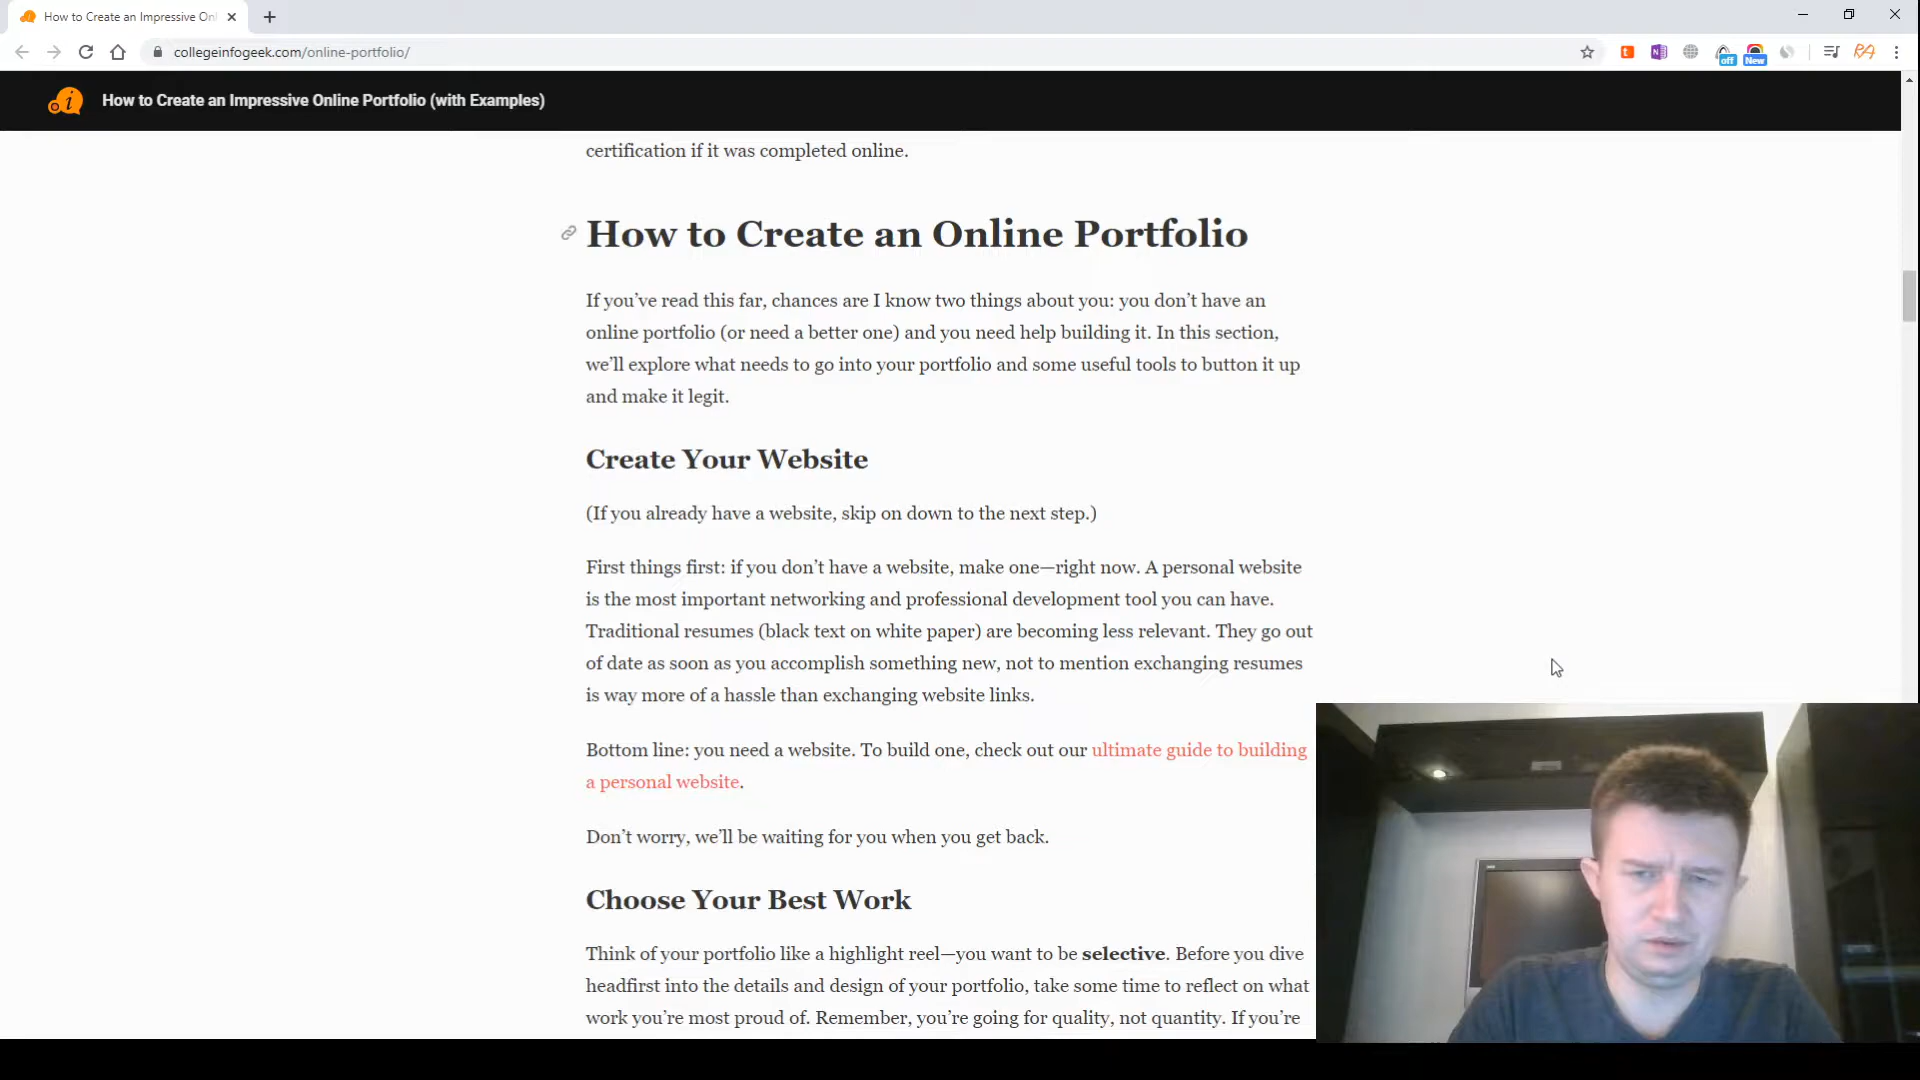 How to Create an Impressive Onl
collegeinfogeek.com/online-portfolio/
off
New
How to Create an Impressive Online Portfolio (with Examples)
certification if it was completed online.
How to Create an Online Portfolio
If you’ve read this far, chances are I know two things about you: you don’t have an
online portfolio (or need a better one) and you need help building it. In this section,
we’ll explore what needs to go into your portfolio and some useful tools to button it up
and make it legit.
Create Your Website
(If you already have a website, skip on down to the next step.)
First things first: if you don’t have a website, make one—right now. A personal website
is the most important networking and professional development tool you can have.
Traditional resumes (black text on white paper) are becoming less relevant. They go out
of date as soon as you accomplish something new, not to mention exchanging resumes
is way more of a hassle than exchanging website links.
Bottom line: you need a website. To build one, check out our ultimate guide to building
a personal website.
Don’t worry, we’ll be waiting for you when you get back.
Choose Your Best Work
Think of your portfolio like a highlight reel—you want to be selective. Before you dive
headfirst into the details and design of your portfolio, take some time to reflect on what
work you’re most proud of. Remember, you’re going for quality, not quantity. If you’re